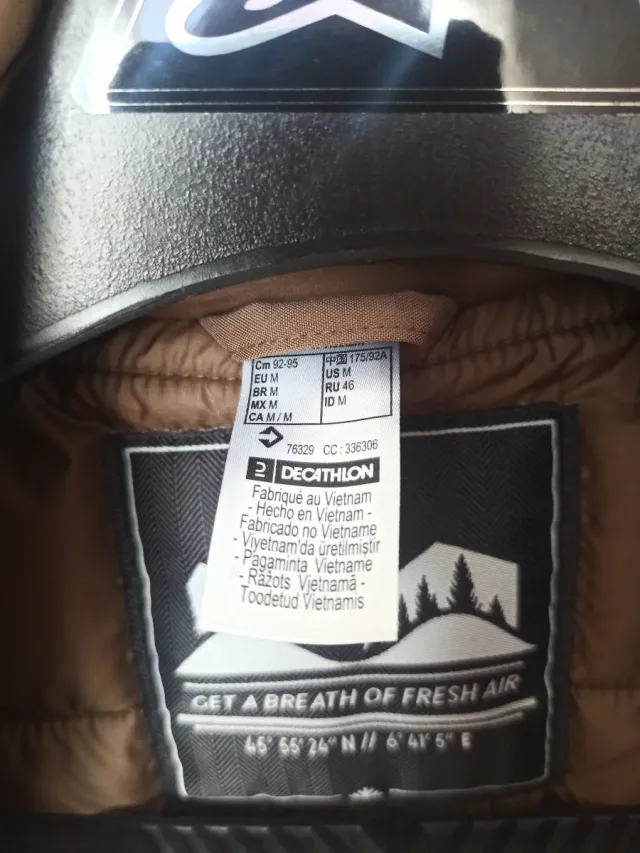 Cm 92-95
EU M
BR M
MX M
CA M / M
中国 175/92A
US M
RU 46
ID M
76329 CC : 336306
DECATHLON
Fabriqué au Vietnam
- Hecho en Vietnam -
Fabricado no Vietname
- Viyetnam'da üretilmiştir
- Pagaminta Vietname
- Ražots Vjetnamā -
Toodetud Vietnamis
GET A BREATH OF FRESH AIR
45° 55' 24" N // 6° 41' 5" E